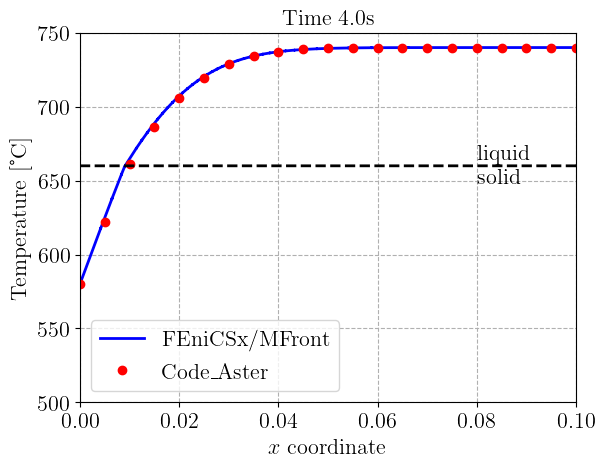 Time 4.0s
Temperature [°C]
750
700
650
600
550
500
liquid
solid
FEniCSx/MFront
Code_Aster
0.00 0.02 0.04 0.06 0.08 0.10
x coordinate